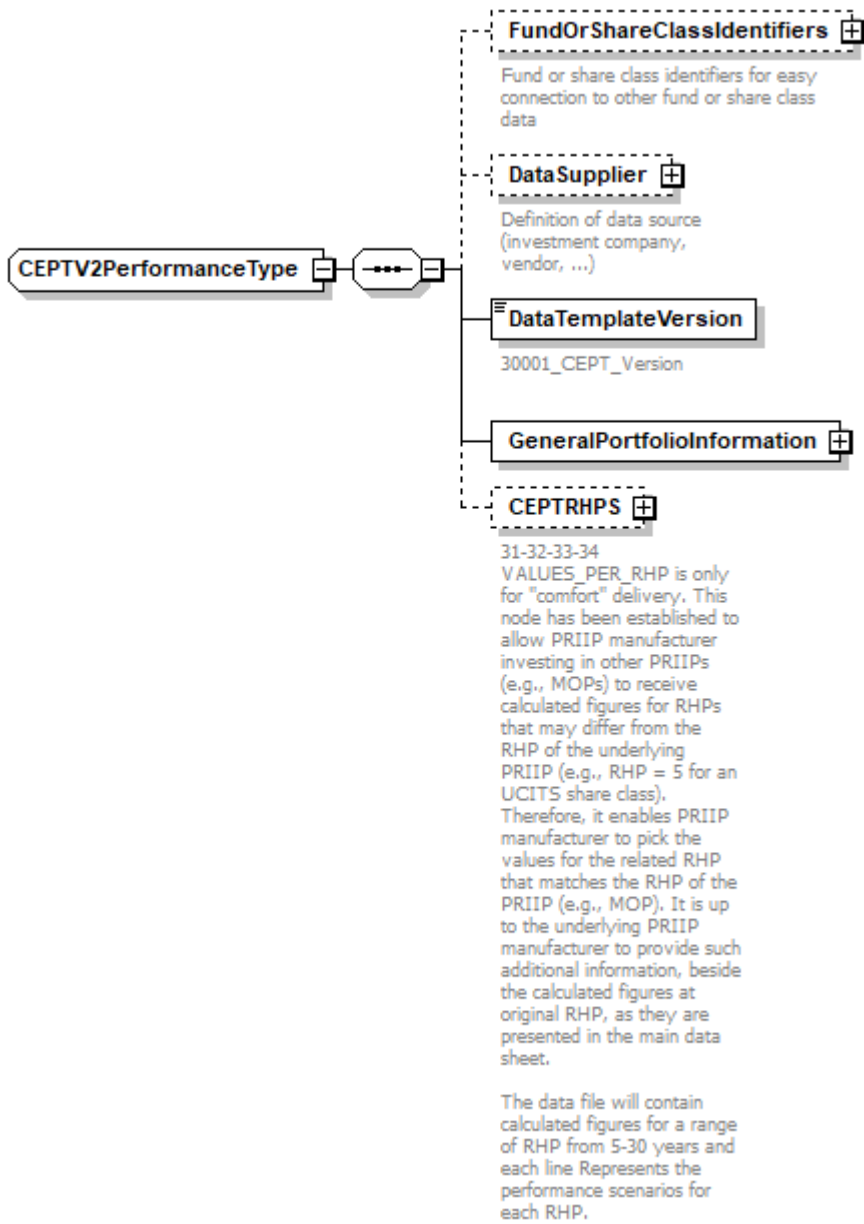 FundOrShareClassIdentifiers
Fund or share class identifiers for easy
connection to other fund or share class
data
DataSupplier
Definition of data source
(investment company,
vendor, ...)
CEPTV2PerformanceType
DataTemplateVersion
30001_CEPT_Version
GeneralPortfolioInformation
CEPTRHPS
31-32-33-34
VALUES_PER_RHP is only
for "comfort" delivery. This
node has been established to
allow PRIIP manufacturer
investing in other PRIIPs
(e.g., MOPs) to receive
calculated figures for RHPs
that may differ from the
RHP of the underlying
PRIIP (e.g., RHP = 5 for an
UCITS share class).
Therefore, it enables PRIIP
manufacturer to pick the
values for the related RHP
that matches the RHP of the
PRIIP (e.g., MOP). It is up
to the underlying PRIIP
manufacturer to provide such
additional information, beside
the calculated figures at
original RHP, as they are
presented in the main data
sheet.
The data file will contain
calculated figures for a range
of RHP from 5-30 years and
each line Represents the
performance scenarios for
each RHP.